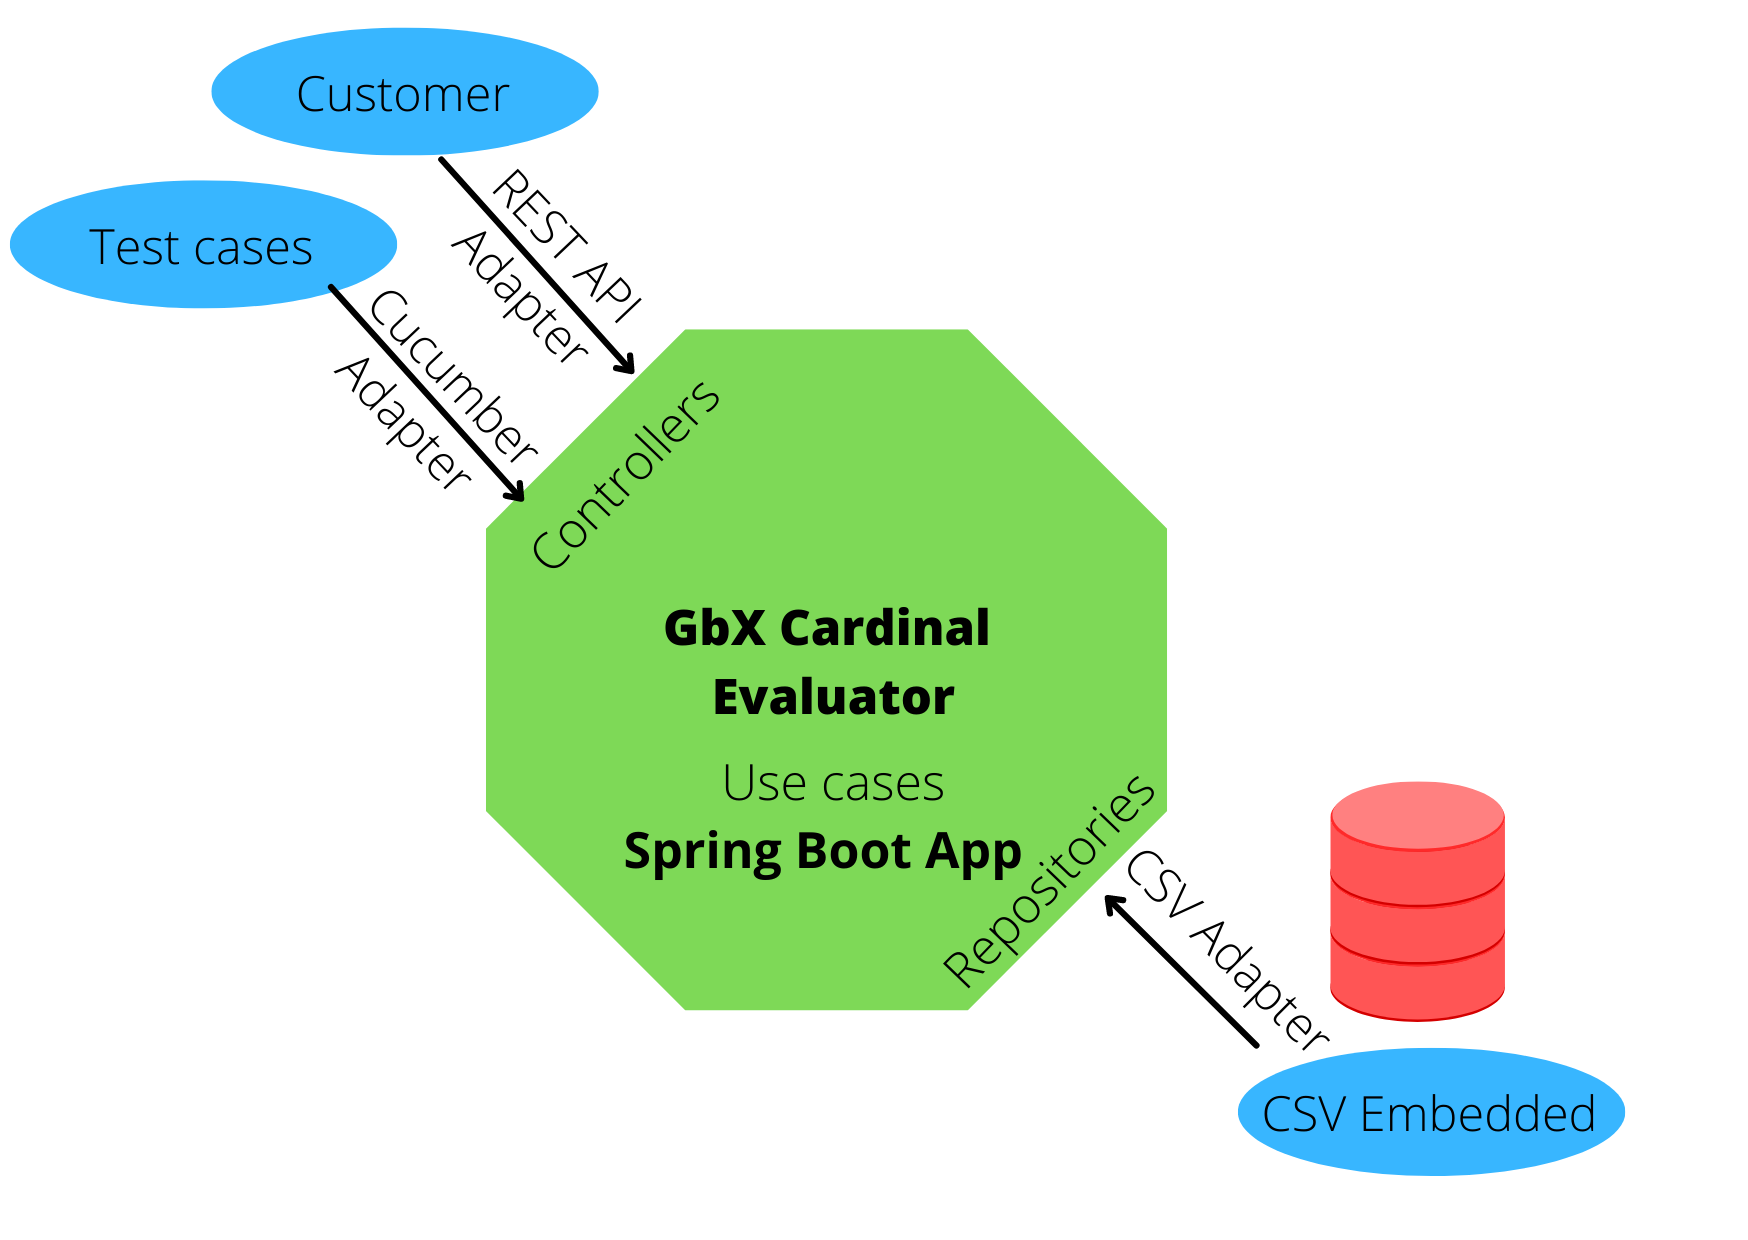 Customer
Test cases
REST API
Adapter
Cucumber
Adapter
Controllers
GbX Cardinal
Evaluator
Use cases
Spring Boot App
Repositories
CSV Adapter
CSV Embedded